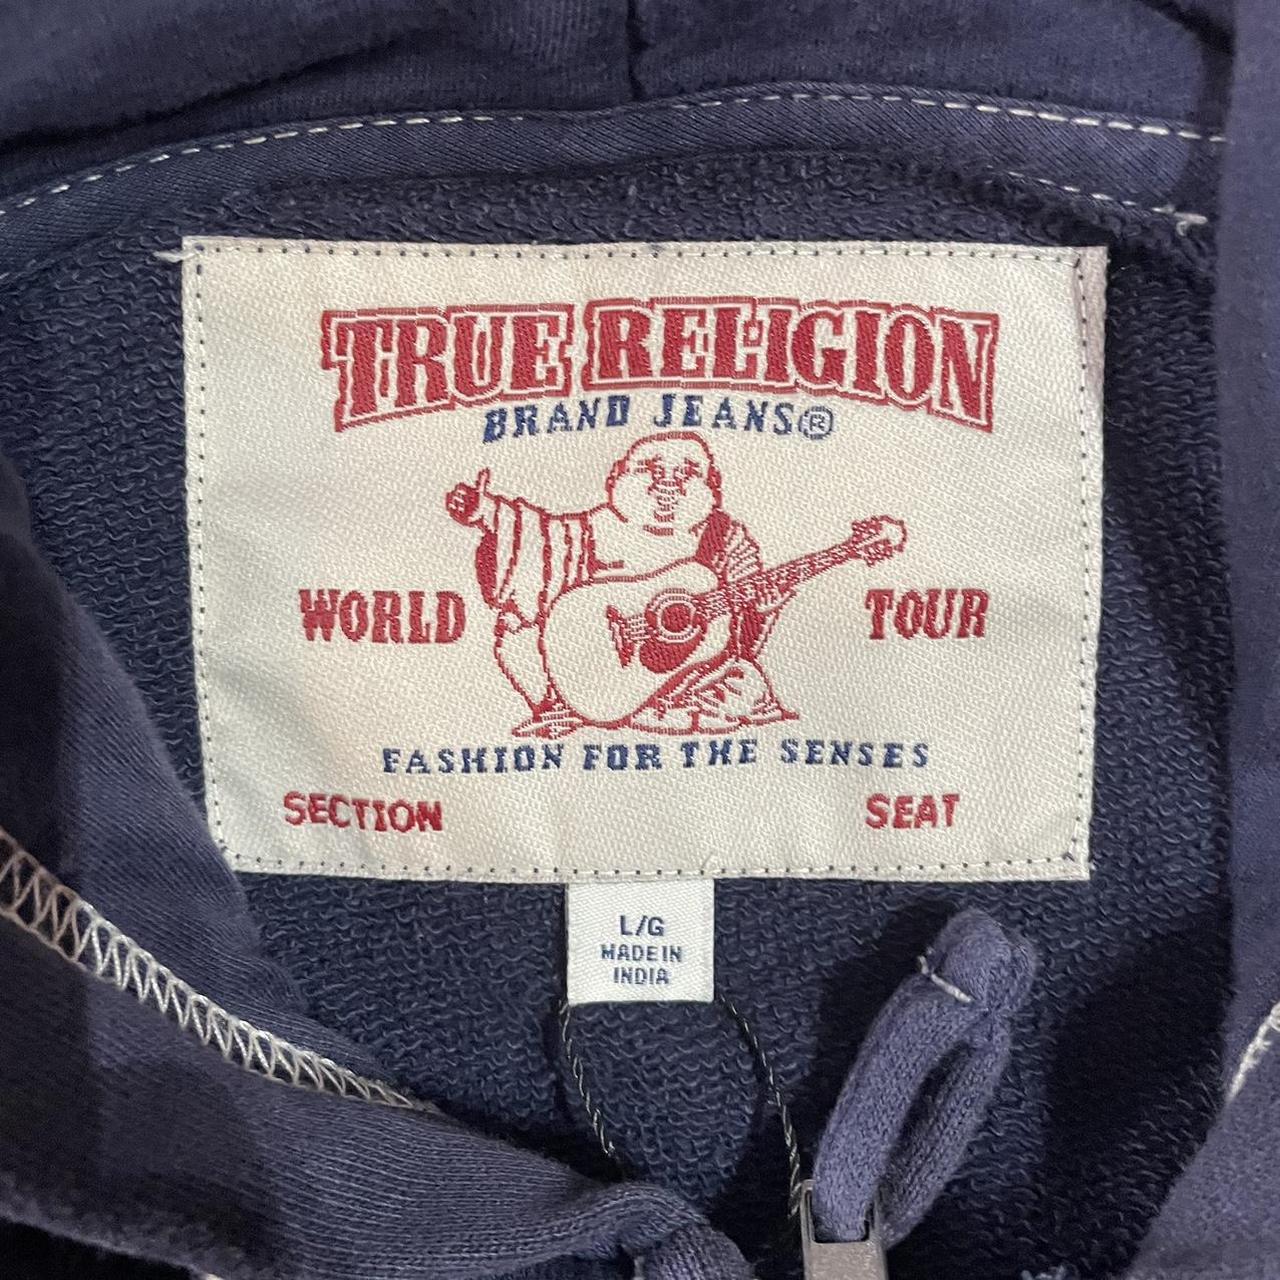 TRUE RELIGION
BRAND JEANS®
WORLD TOUR
FASHION FOR THE SENSES
SECTION SEAT
L/G
MADE IN
INDIA